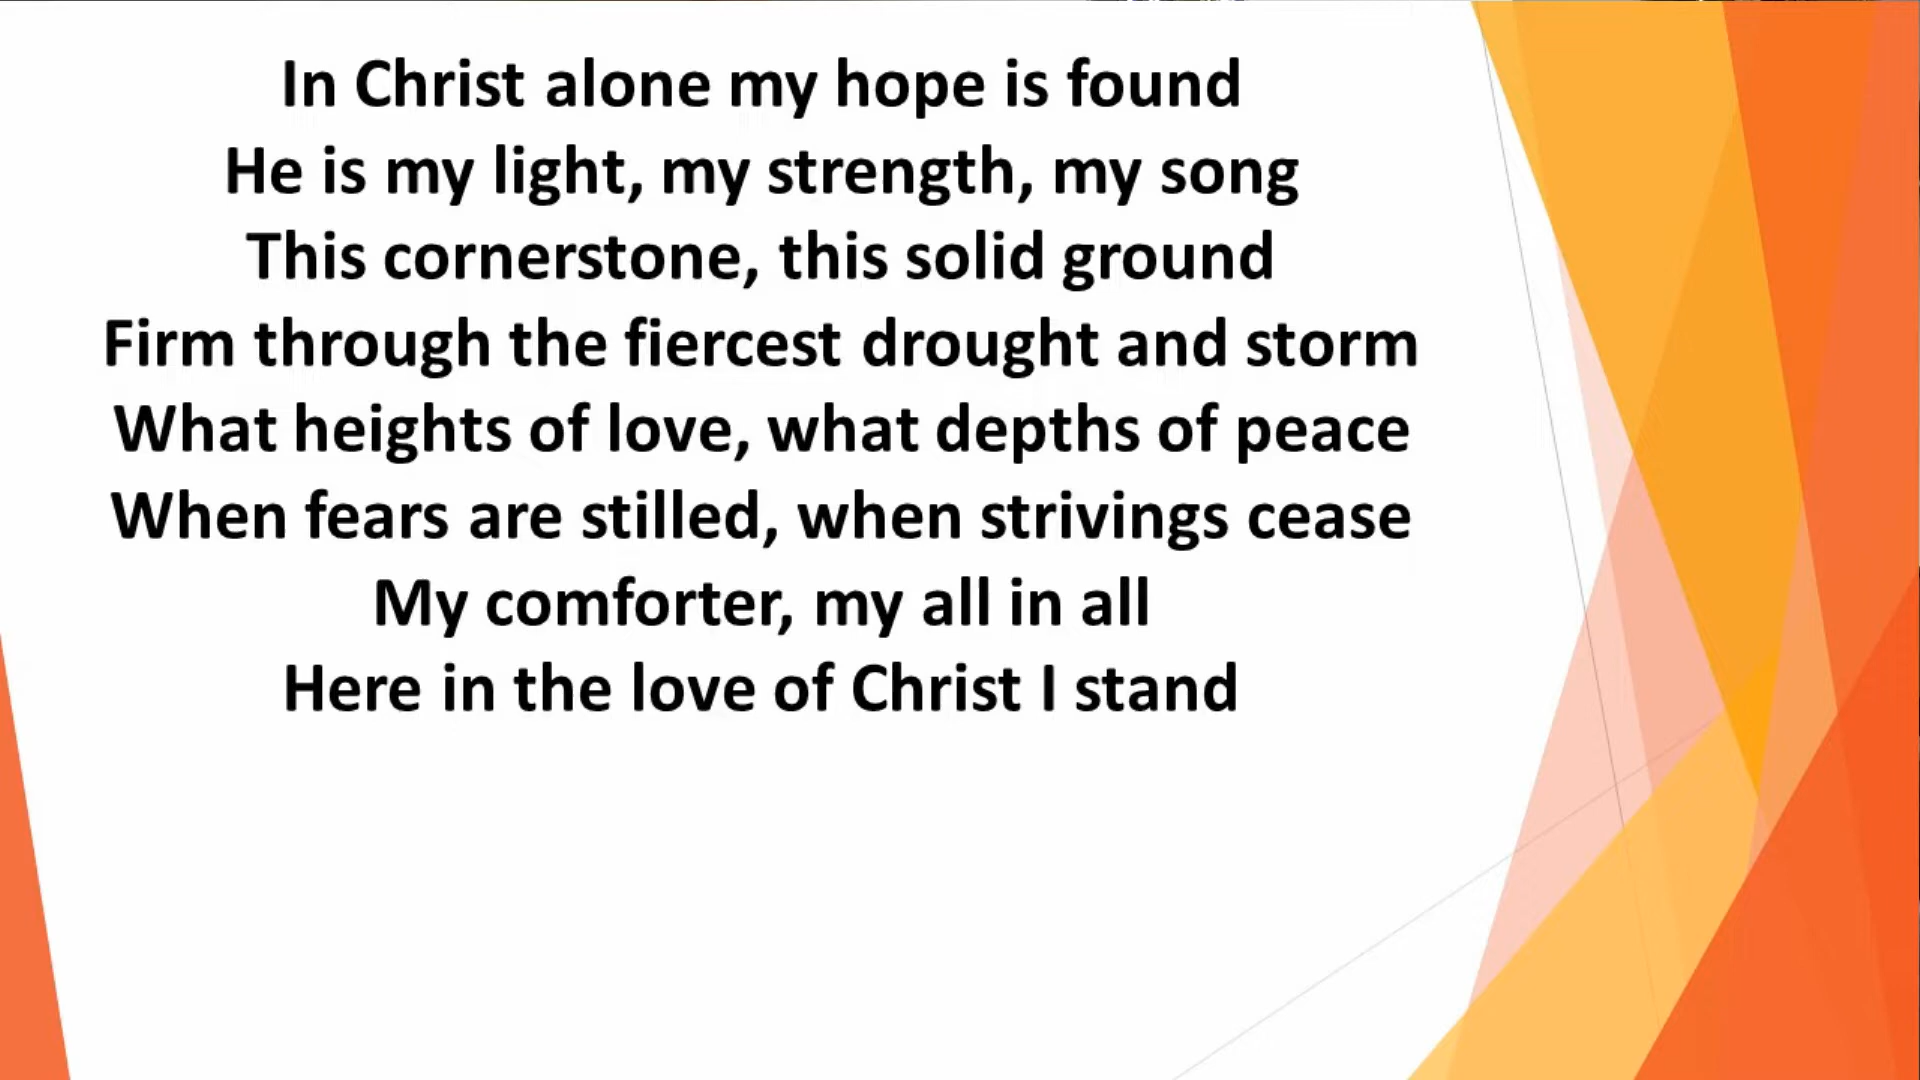 In Christ alone my hope is found
He is my light, my strength, my song
This cornerstone, this solid ground
Firm through the fiercest drought and storm
What heights of love, what depths of peace
When fears are stilled, when strivings cease
My comforter, my all in all
Here in the love of Christ I stand